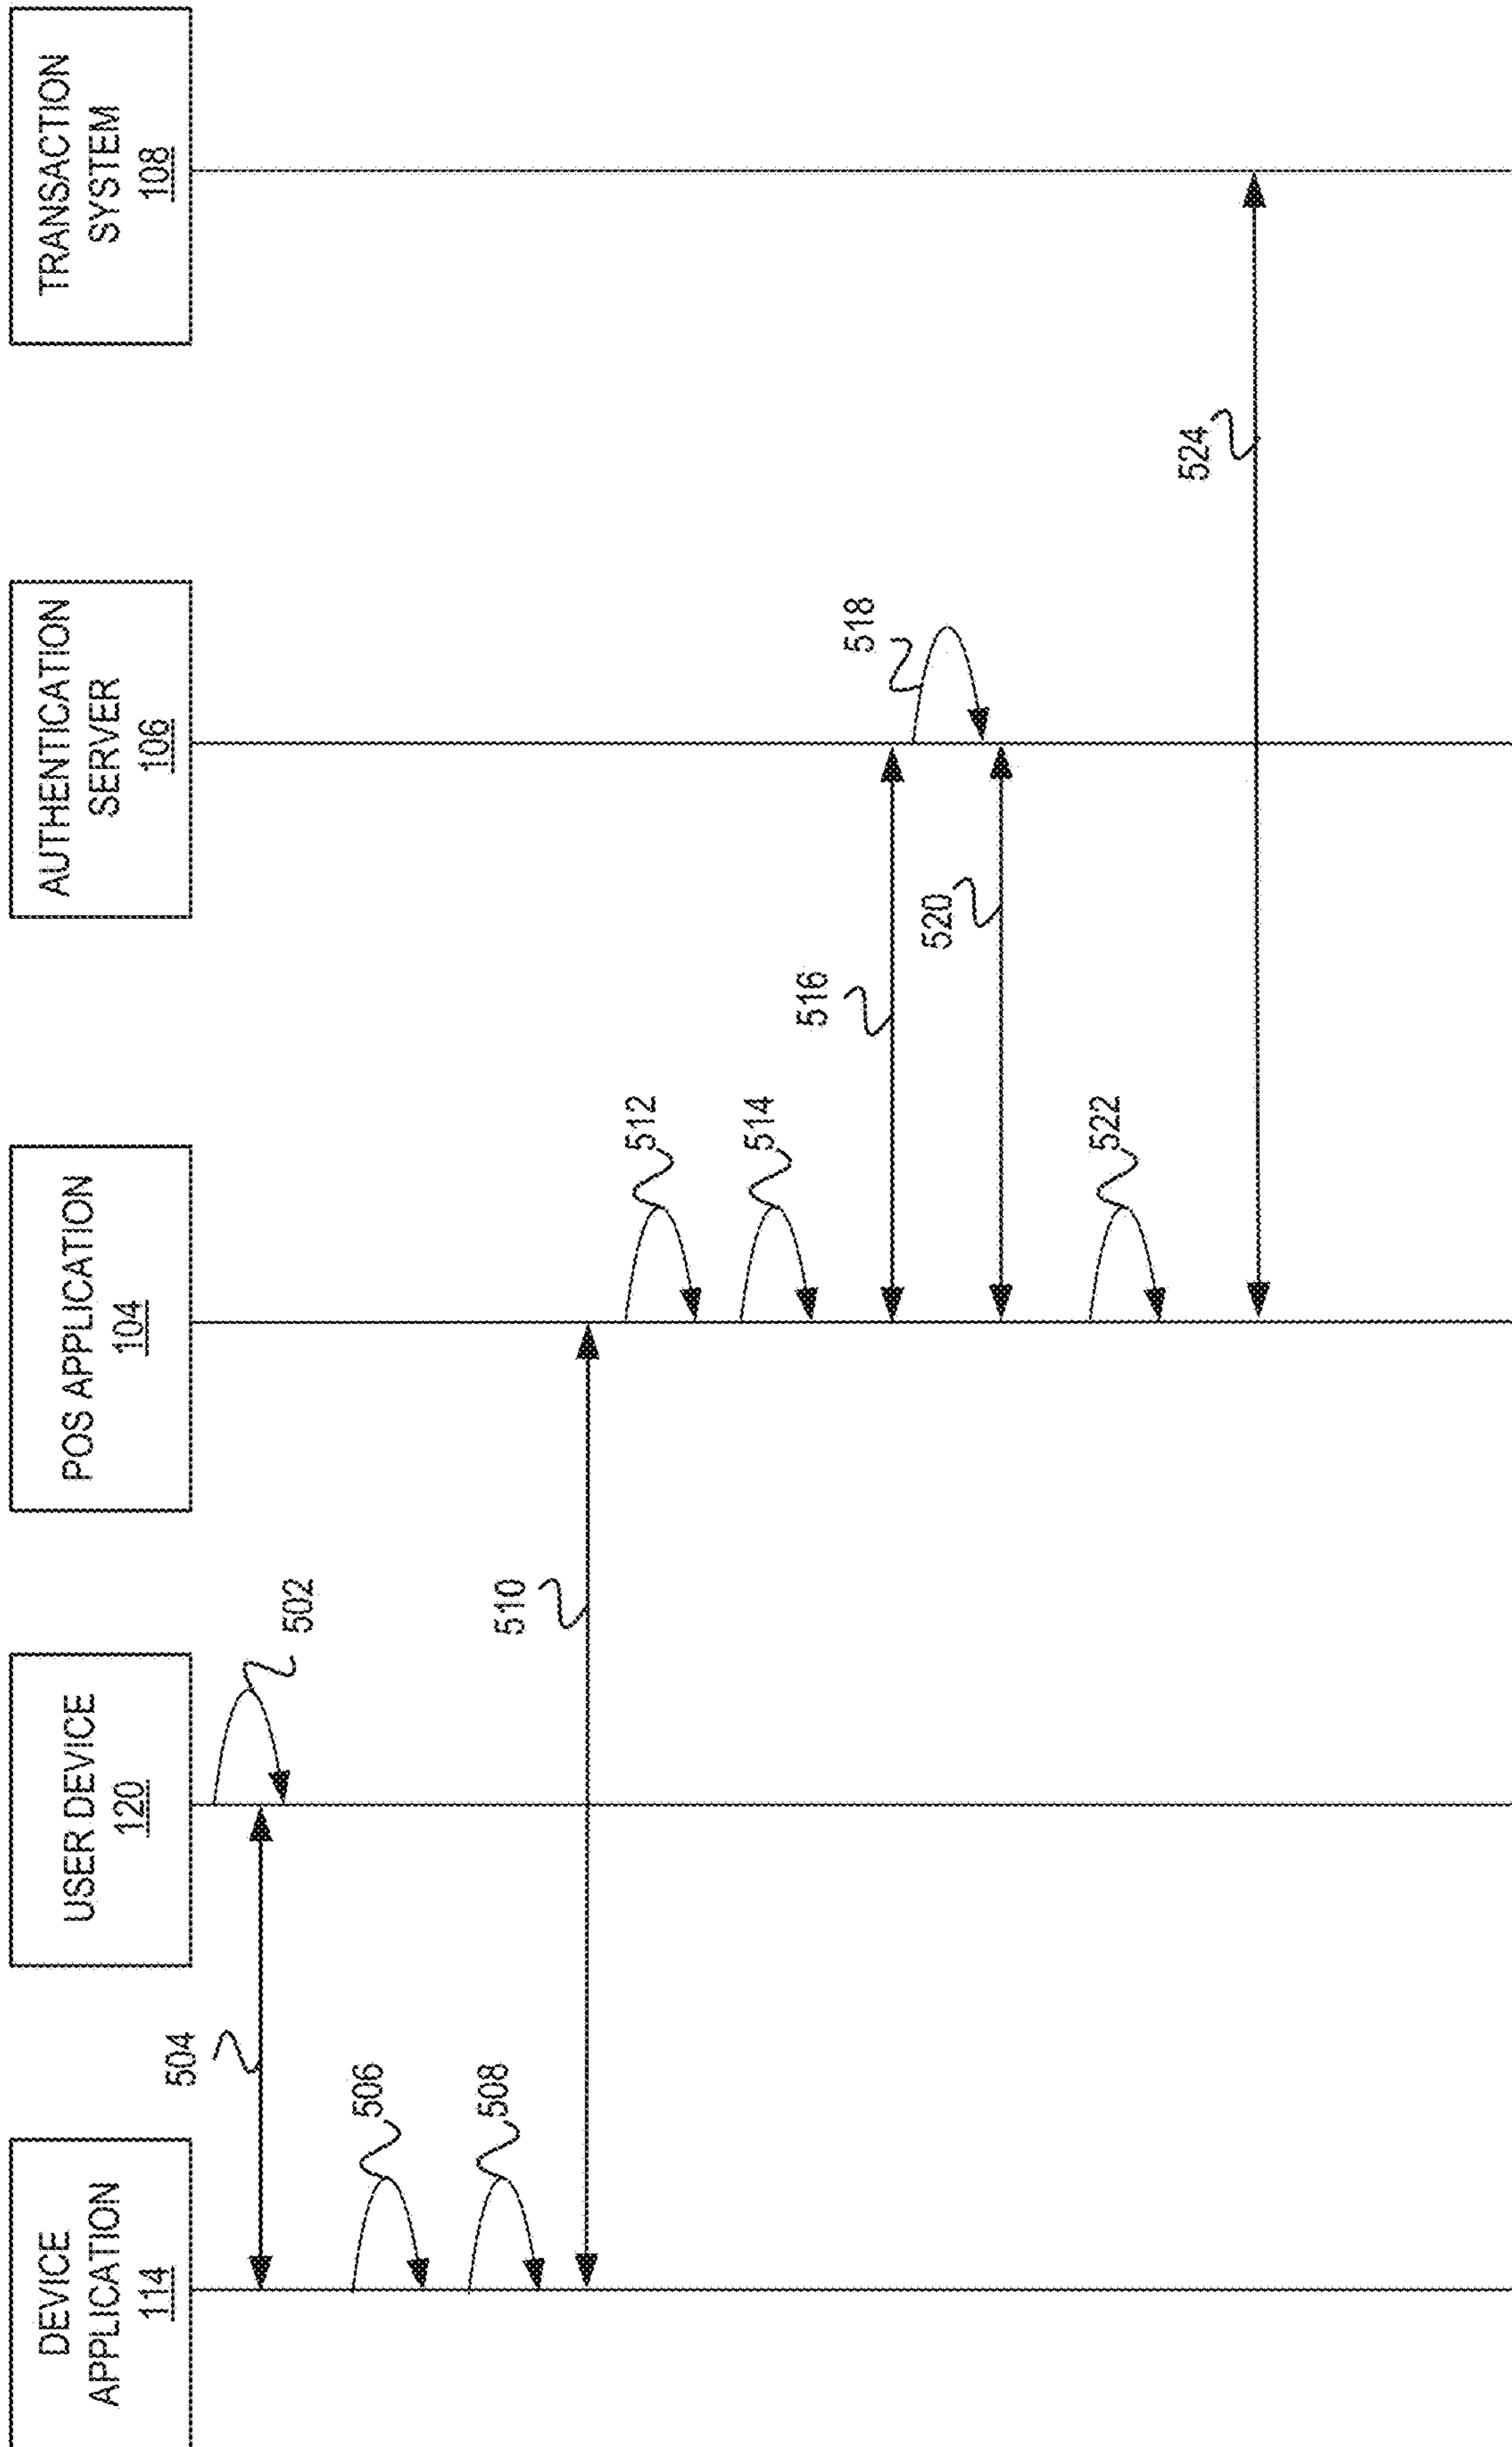 DEVICE
APPLICATION
114
USER DEVICE
120
POS APPLICATION
104
AUTHENTICATION
SERVER
106
TRANSACTION
SYSTEM
108
504
502
506
508
510
512
514
516
518
520
522
524